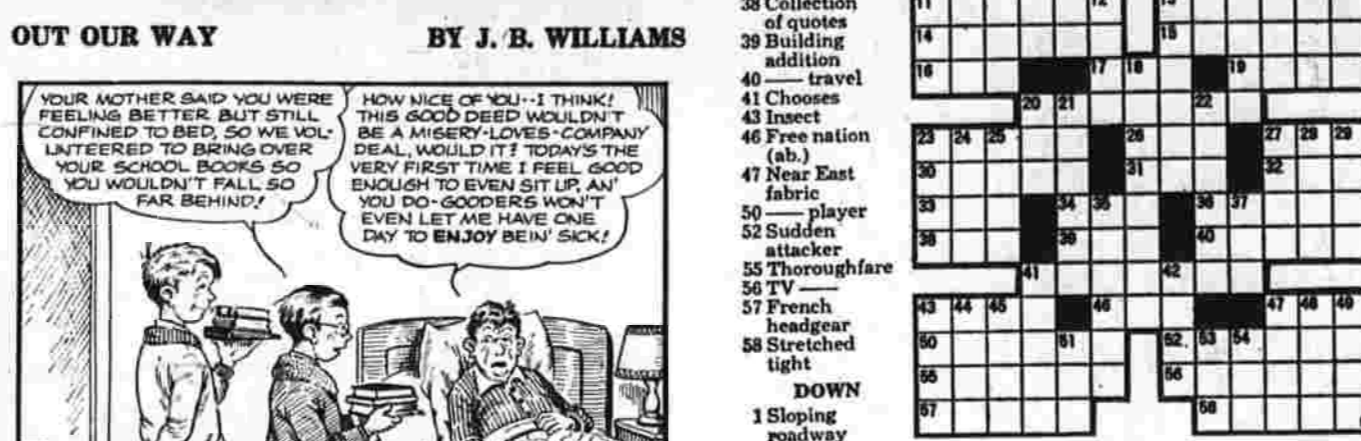 OUT OUR WAY
BY J. B. WILLIAMS
YOUR MOTHER SAID YOU WERE
FEELING BETTER BUT STILL
CONFINED TO BED, SO WE VOL-
UNTEERED TO BRING OVER
YOUR SCHOOL BOOKS SO
YOU WOULDN'T FALL SO
FAR BEHIND!
HOW NICE OF YOU--I THINK!
THIS GOOD DEED WOULDN'T
BE A MISERY-LOVES-COMPANY
DEAL, WOULD IT? TODAY'S THE
VERY FIRST TIME I FEEL GOOD
ENOUGH TO EVEN SIT UP, AN'
YOU DO-GOODERS WON'T
EVEN LET ME HAVE ONE
DAY TO ENJOY BEIN' SICK!
38 Collection
of quotes
39 Building
addition
40 —— travel
41 Chooses
43 Insect
46 Free nation
(ab.)
47 Near East
fabric
50 —— player
52 Sudden
attacker
55 Thoroughfare
56 TV ——
57 French
headgear
58 Stretched
tight
DOWN
1 Sloping
roadway
11 12 13
14 15
16 17 18 19
20 21 22
23 24 25 26 27 28 29
30 31 32
33 34 35 36 37
38 39 40
41 42
43 44 45 46 47 48 49
50 51 52 53 54
55 56
57 58